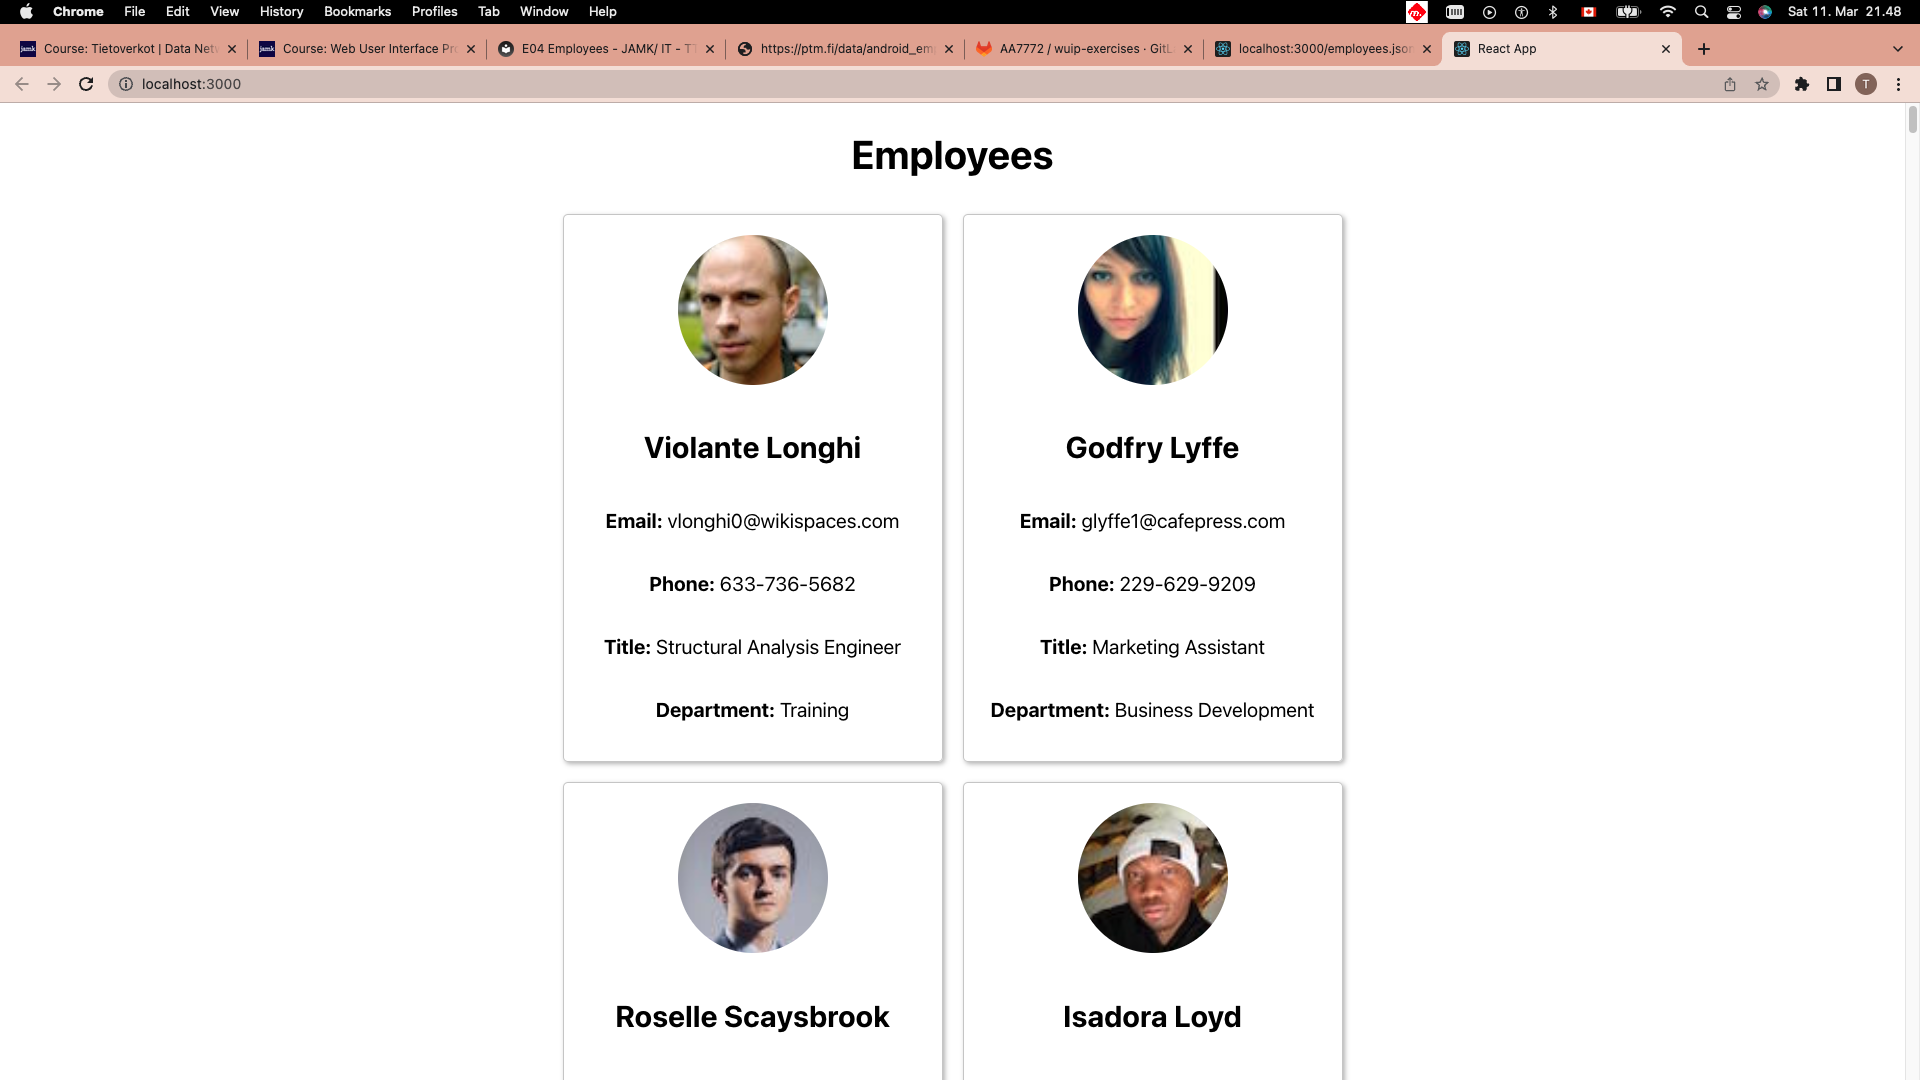 Chrome File Edit View History Bookmarks Profiles Tab Window Help Sat 11. Mar 21.48
Course: Tietoverkot | Data Netw Course: Web User Interface Pro E04 Employees - JAMK/ IT - TT https://ptm.fi/data/android_em AA7772 / wuip-exercises · GitL localhost:3000/employees.json React App
localhost:3000 T
Employees
Violante Longhi
Email: vlonghi0@wikispaces.com
Phone: 633-736-5682
Title: Structural Analysis Engineer
Department: Training
Godfry Lyffe
Email: glyffe1@cafepress.com
Phone: 229-629-9209
Title: Marketing Assistant
Department: Business Development
Roselle Scaysbrook
Isadora Loyd